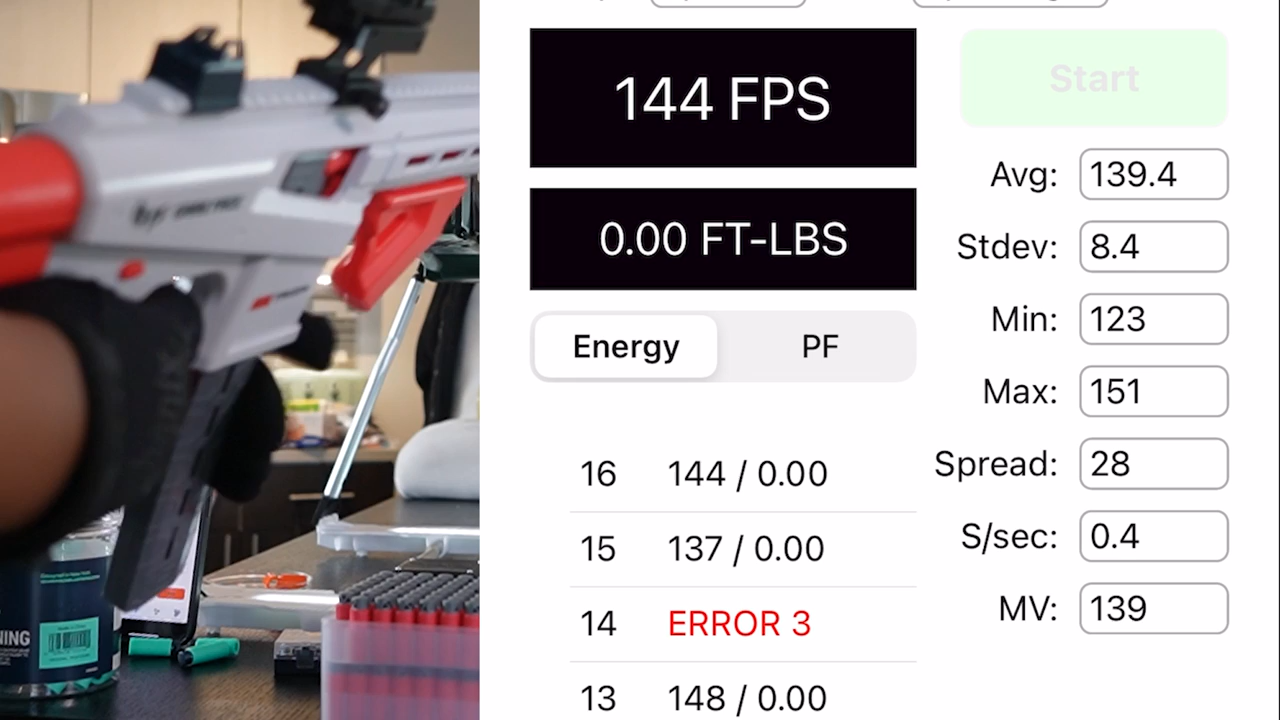 144 FPS
Start
0.00 FT-LBS
Avg: 139.4
Stdev: 8.4
Min: 123
Energy PF
Max: 151
Spread: 28
16 144 / 0.00
S/sec: 0.4
15 137 / 0.00
MV: 139
14 ERROR 3
13 148 / 0.00
NING